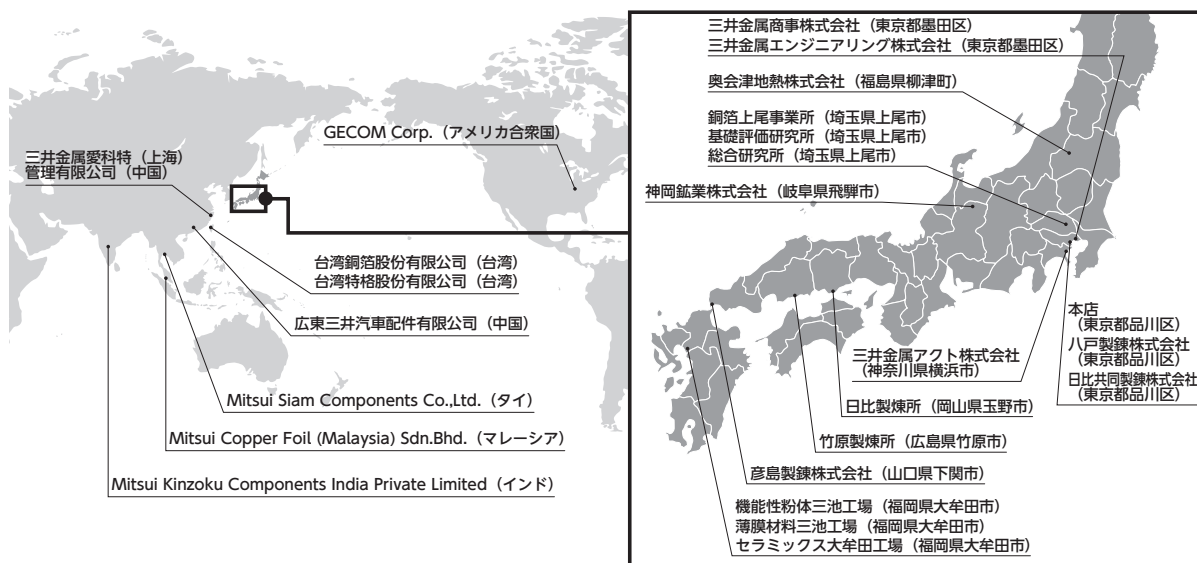 GECOM Corp.（アメリカ合衆国）
三井金属愛科特（上海）
管理有限公司（中国）
台湾銅箔股份有限公司（台湾）
台湾特格股份有限公司（台湾）
広東三井汽車配件有限公司（中国）
Mitsui Siam Components Co.,Ltd.（タイ）
Mitsui Copper Foil (Malaysia) Sdn.Bhd.（マレーシア）
Mitsui Kinzoku Components India Private Limited（インド）
三井金属商事株式会社（東京都墨田区）
三井金属エンジニアリング株式会社（東京都墨田区）
奥会津地熱株式会社（福島県柳津町）
銅箔上尾事業所（埼玉県上尾市）
基礎評価研究所（埼玉県上尾市）
総合研究所（埼玉県上尾市）
神岡鉱業株式会社（岐阜県飛騨市）
本店
（東京都品川区）
八戸製錬株式会社
（東京都品川区）
日比共同製錬株式会社
（東京都品川区）
三井金属アクト株式会社
（神奈川県横浜市）
日比製煉所（岡山県玉野市）
竹原製煉所（広島県竹原市）
彦島製錬株式会社（山口県下関市）
機能性粉体三池工場（福岡県大牟田市）
薄膜材料三池工場（福岡県大牟田市）
セラミックス大牟田工場（福岡県大牟田市）